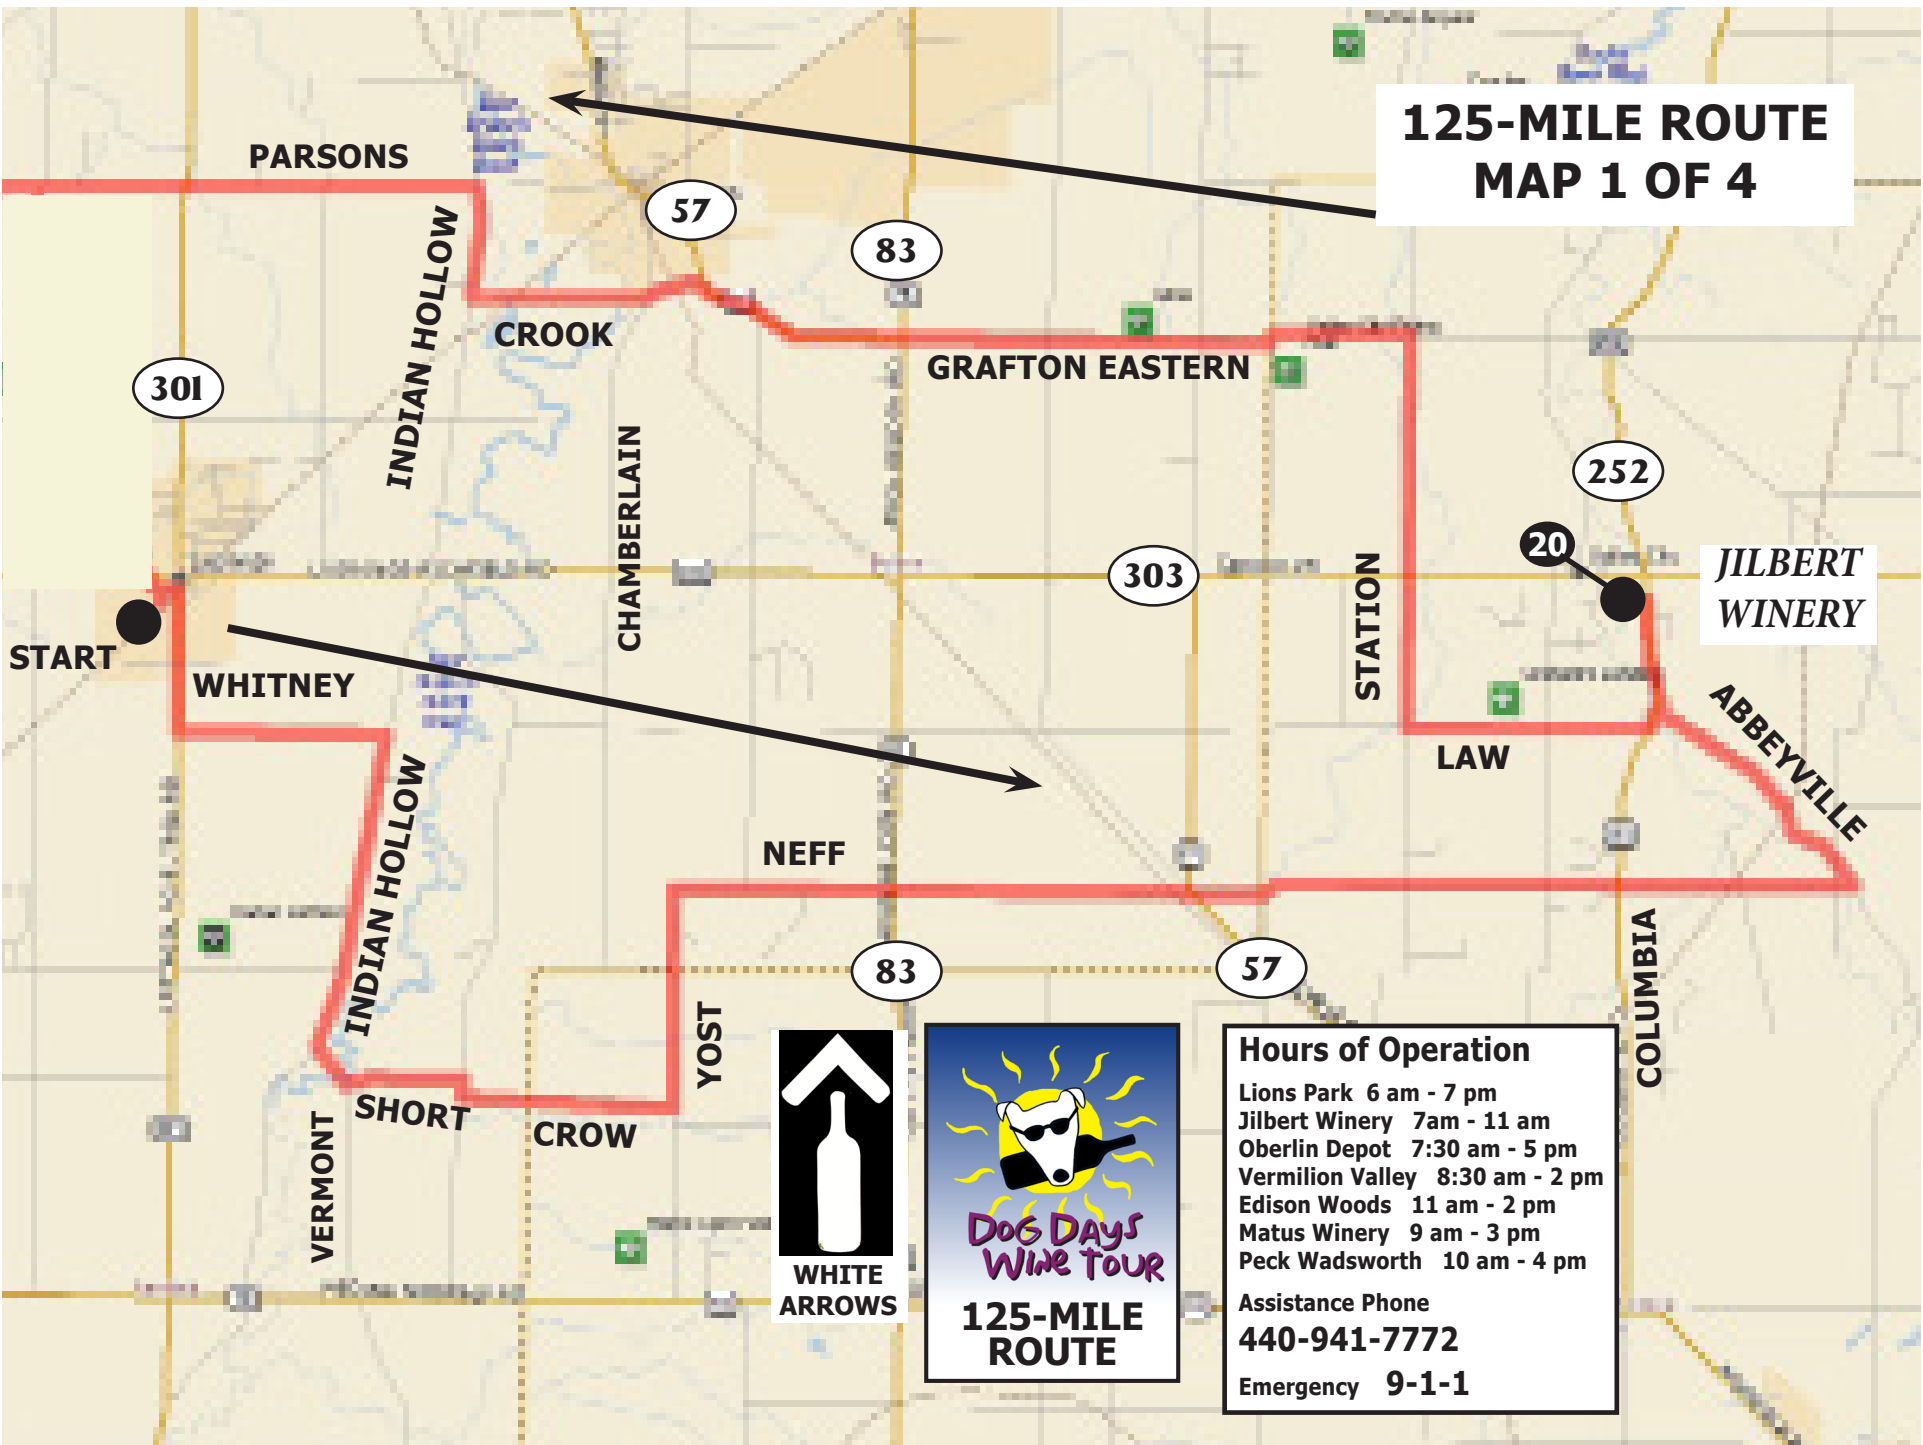 125-MILE ROUTE
MAP 1 OF 4
PARSONS
57
83
INDIAN HOLLOW
CROOK
GRAFTON EASTERN
301
CHAMBERLAIN
252
20
JILBERT
WINERY
303
STATION
START
WHITNEY
ABBEYVILLE
LAW
INDIAN HOLLOW
NEFF
83
57
COLUMBIA
YOST
SHORT
CROW
VERMONT
WHITE
ARROWS
DOG DAYS
WINE TOUR
125-MILE
ROUTE
Hours of Operation
Lions Park 6 am - 7 pm
Jilbert Winery 7am - 11 am
Oberlin Depot 7:30 am - 5 pm
Vermilion Valley 8:30 am - 2 pm
Edison Woods 11 am - 2 pm
Matus Winery 9 am - 3 pm
Peck Wadsworth 10 am - 4 pm
Assistance Phone
440-941-7772
Emergency 9-1-1